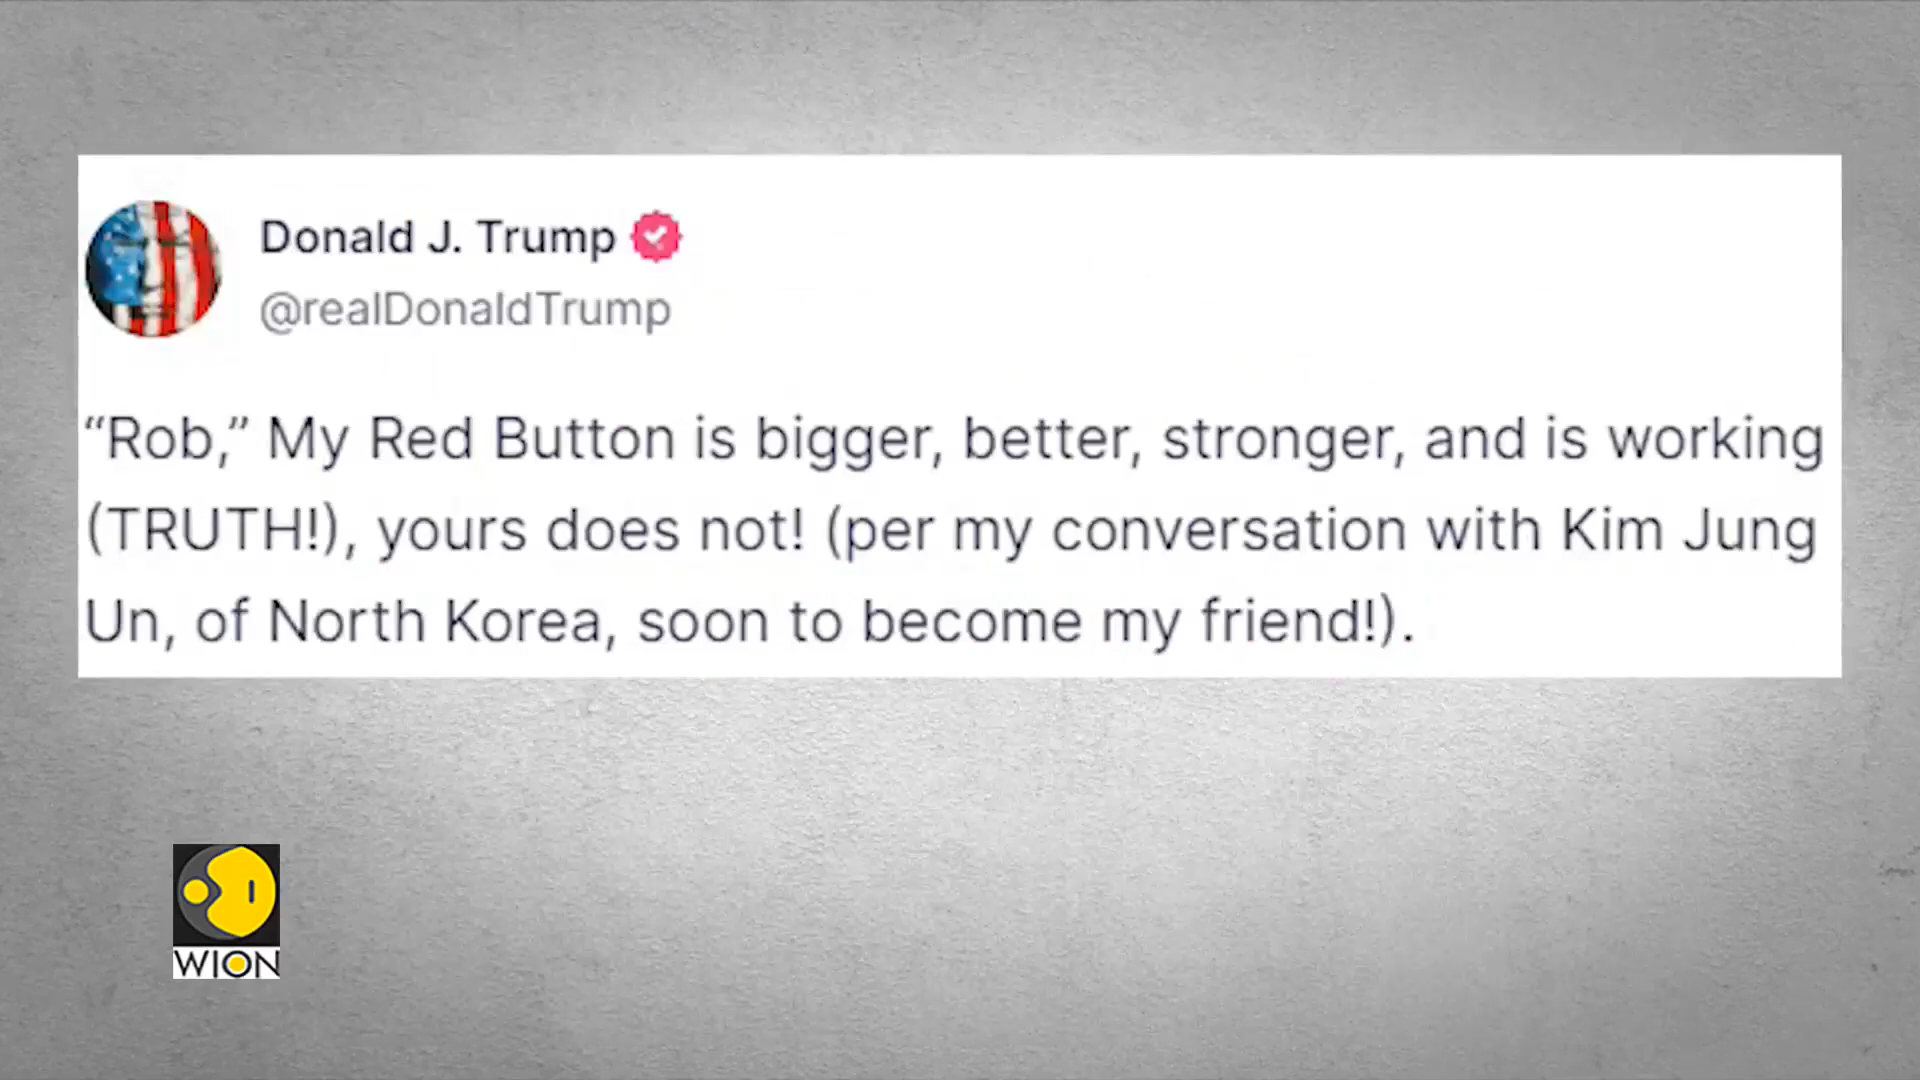 Donald J. Trump
@realDonaldTrump
“Rob,” My Red Button is bigger, better, stronger, and is working
(TRUTH!), yours does not! (per my conversation with Kim Jung
Un, of North Korea, soon to become my friend!).
WION